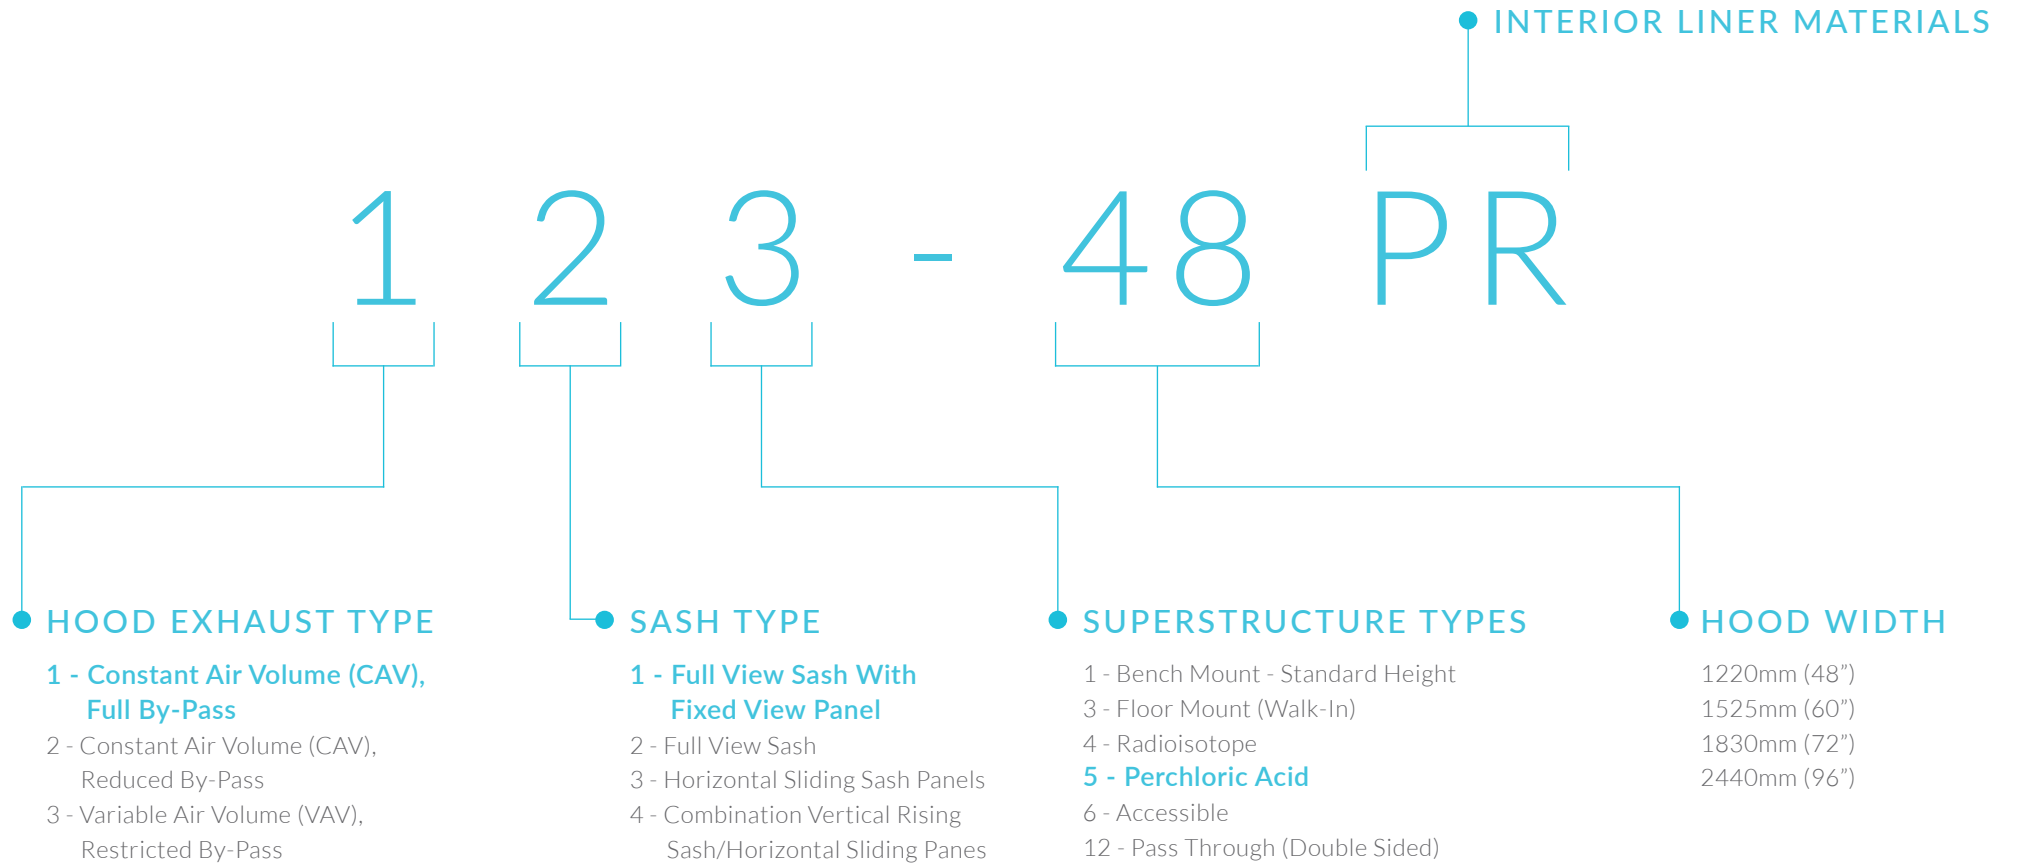 INTERIOR LINER MATERIALS
1 2 3 - 48 PR
HOOD EXHAUST TYPE
1 - Constant Air Volume (CAV),
Full By-Pass
2 - Constant Air Volume (CAV),
Reduced By-Pass
3 - Variable Air Volume (VAV),
Restricted By-Pass
SASH TYPE
1 - Full View Sash With
Fixed View Panel
2 - Full View Sash
3 - Horizontal Sliding Sash Panels
4 - Combination Vertical Rising
Sash/Horizontal Sliding Panes
SUPERSTRUCTURE TYPES
1 - Bench Mount - Standard Height
3 - Floor Mount (Walk-In)
4 - Radioisotope
5 - Perchloric Acid
6 - Accessible
12 - Pass Through (Double Sided)
HOOD WIDTH
1220mm (48”)
1525mm (60”)
1830mm (72”)
2440mm (96”)